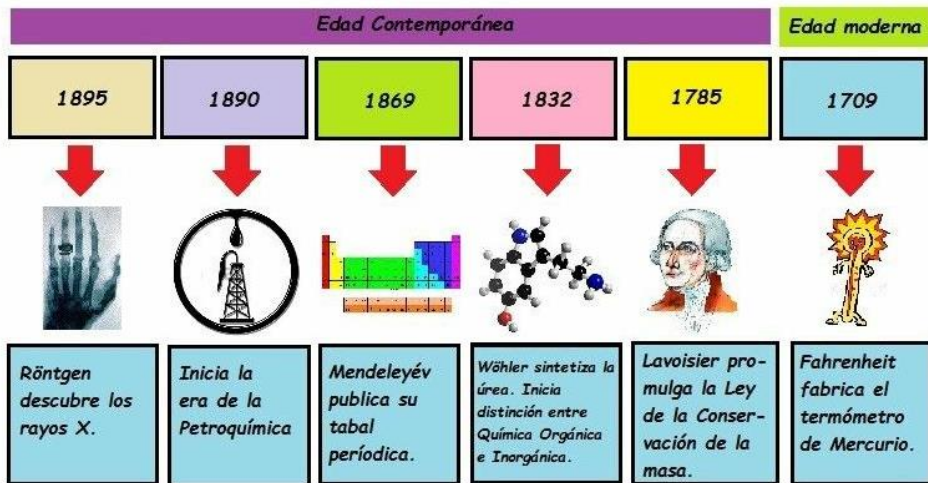 Edad Contemporánea
Edad moderna
1895
1890
1869
1832
1785
1709
Röntgen
descubre los
rayos X.
Inicia la
era de la
Petroquímica
Mendeleyév
publica su
tabal
períodica.
Wöhler sintetiza la
úrea. Inicia
distinción entre
Química Orgánica
e Inorgánica.
Lavoisier pro-
mulga la Ley
de la Conser-
vación de la
masa.
Fahrenheit
fabrica el
termómetro
de Mercurio.